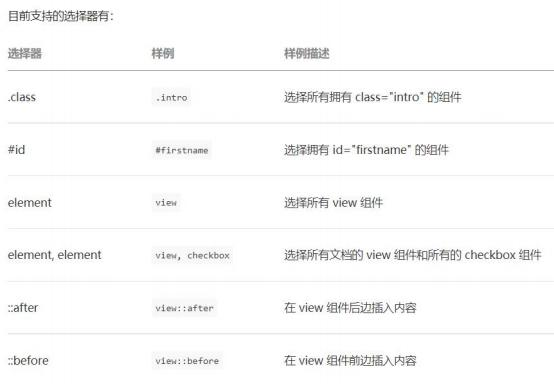 目前支持的选择器有：
选择器 样例 样例描述
.class .intro 选择所有拥有 class="intro" 的组件
#id #firstname 选择拥有 id="firstname" 的组件
element view 选择所有 view 组件
element, element view, checkbox 选择所有文档的 view 组件和所有的 checkbox 组件
::after view::after 在 view 组件后边插入内容
::before view::before 在 view 组件前边插入内容